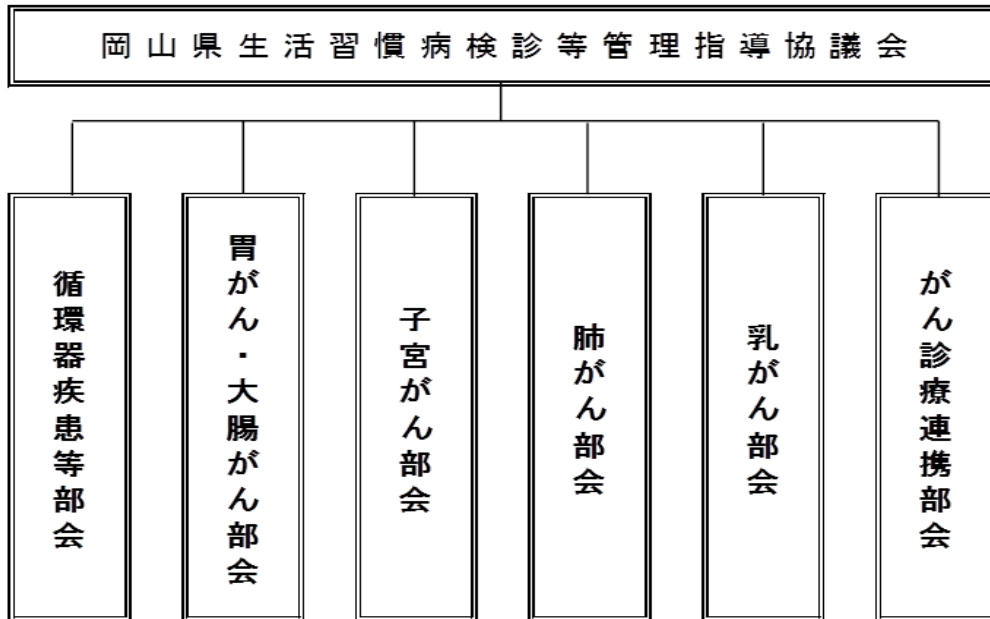 岡山県生活習慣病検診等管理指導協議会
循環器疾患等部会
胃がん・大腸がん部会
子宮がん部会
肺がん部会
乳がん部会
がん診療連携部会